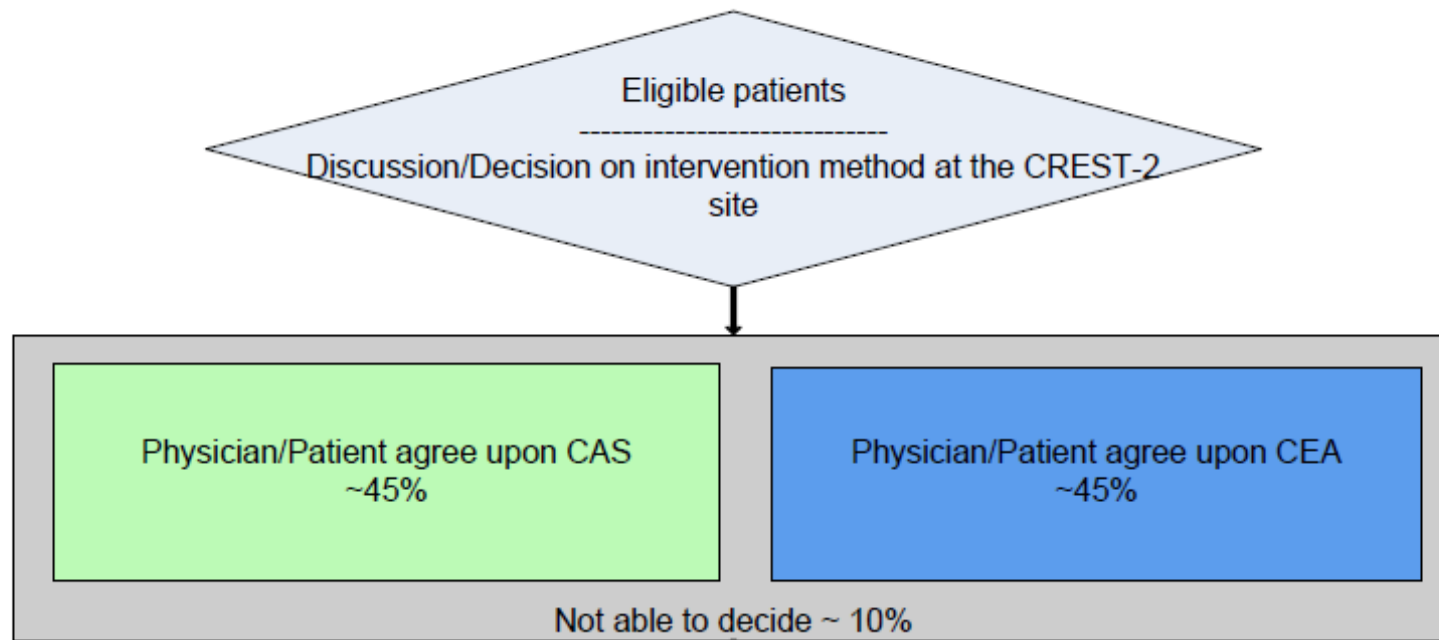 Eligible patients
-----------------------------
Discussion/Decision on intervention method at the CREST-2
site
Physician/Patient agree upon CAS
~45%
Physician/Patient agree upon CEA
~45%
Not able to decide ~ 10%